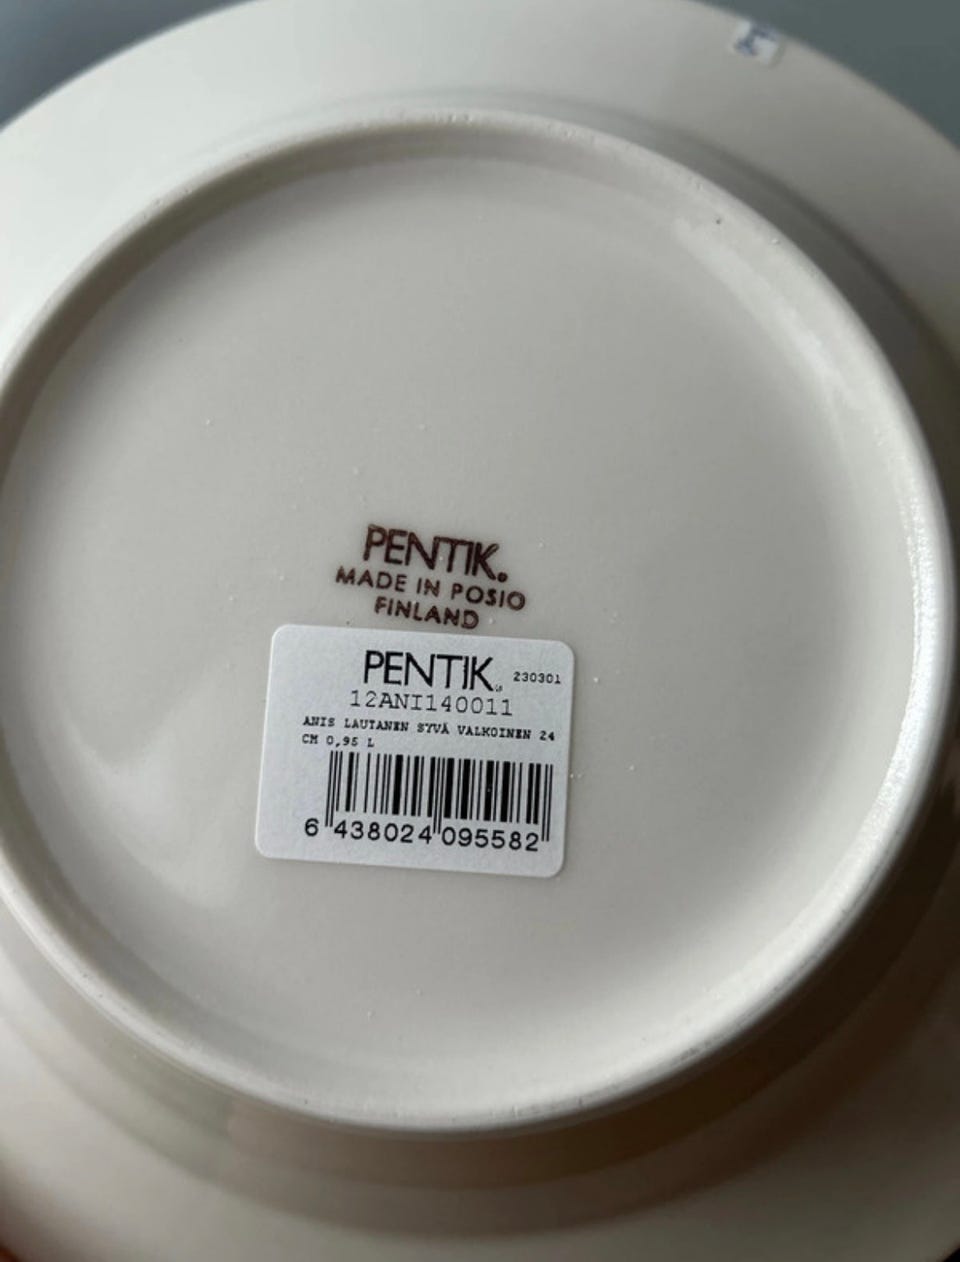 PENTIK.
MADE IN POSIO
FINLAND
PENTIK® 230301
12ANI140011
ANIS LAUTANEN SYVÄ VALKOINEN 24
CM 0,95 L
6 438024 095582